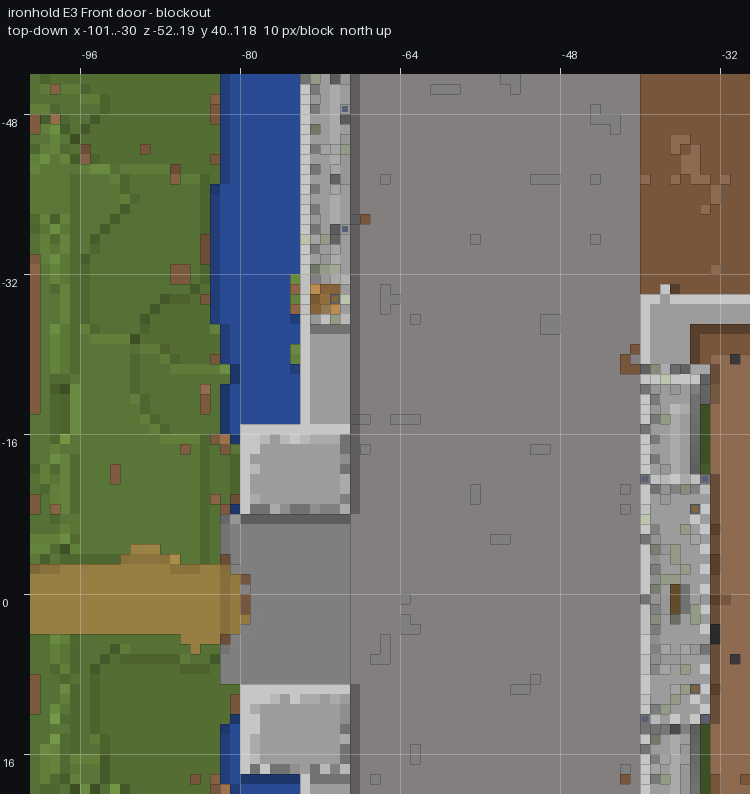 ironhold E3 Front door - blockout
top-down x -101..-30 z -52..19 y 40..118 10 px/block north up
-96 -80 -64 -48 -32
-48
-32
-16
0
16